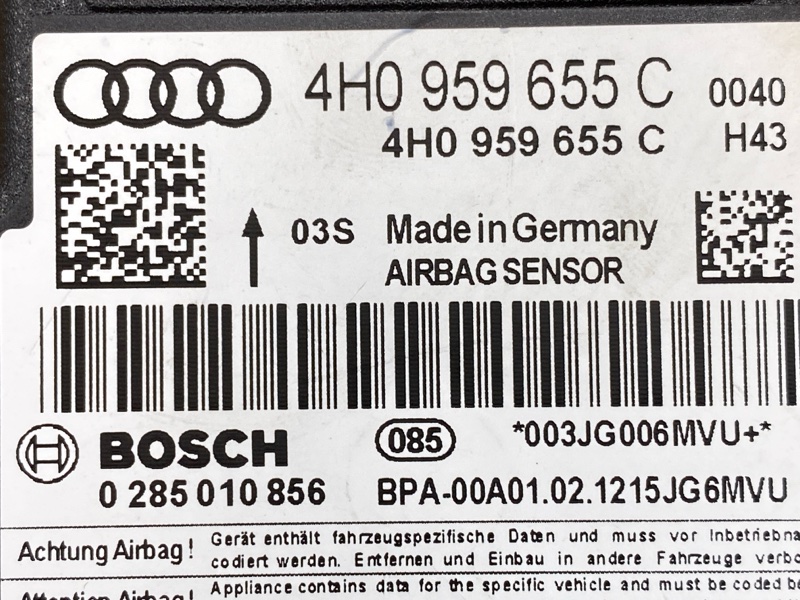 4H0 959 655 C 0040
4H0 959 655 C H43
03S Made in Germany
AIRBAG SENSOR
BOSCH 085 *003JG006MVU+*
0 285 010 856 BPA-00A01.02.1215JG6MVU
Achtung Airbag! Gerät enthält fahrzeugspezifische Daten und muss vor
codiert werden. Entfernen und Einbau in andere Fahrzeuge
Attention Airbag! Appliance contains data for the specific vehicle and must be coded